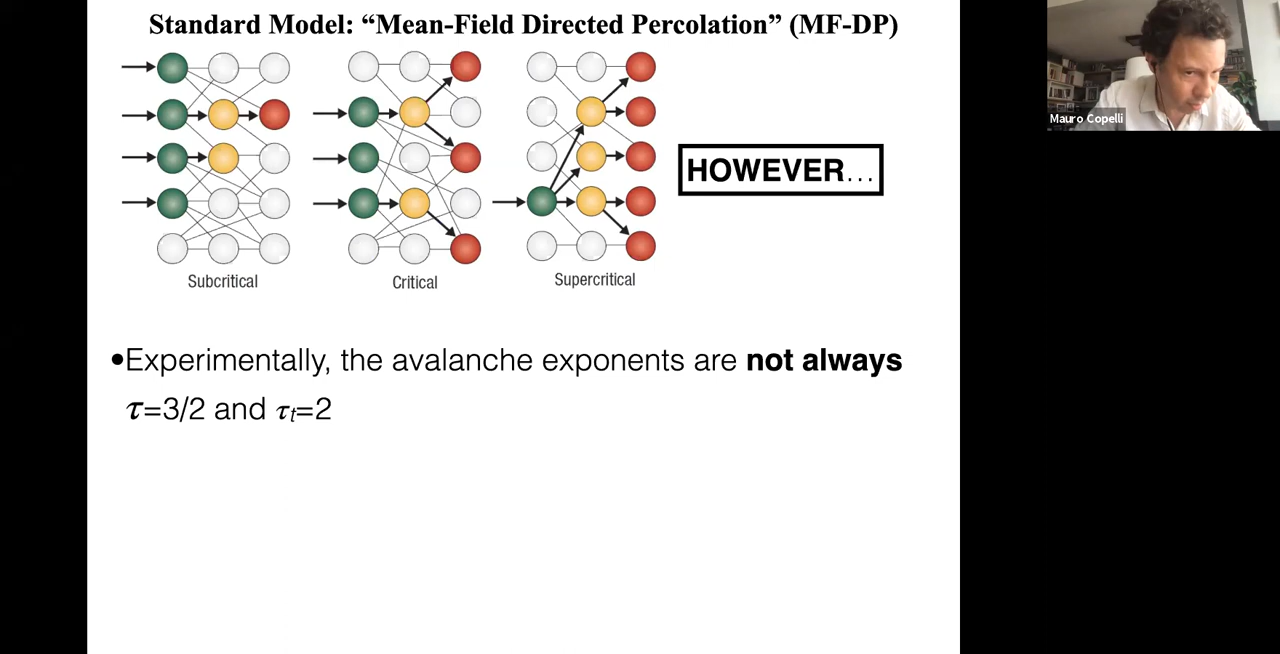 Standard Model: “Mean-Field Directed Percolation” (MF-DP)
HOWEVER...
Subcritical
Critical
Supercritical
•Experimentally, the avalanche exponents are not always
τ=3/2 and τt=2
Mauro Copelli